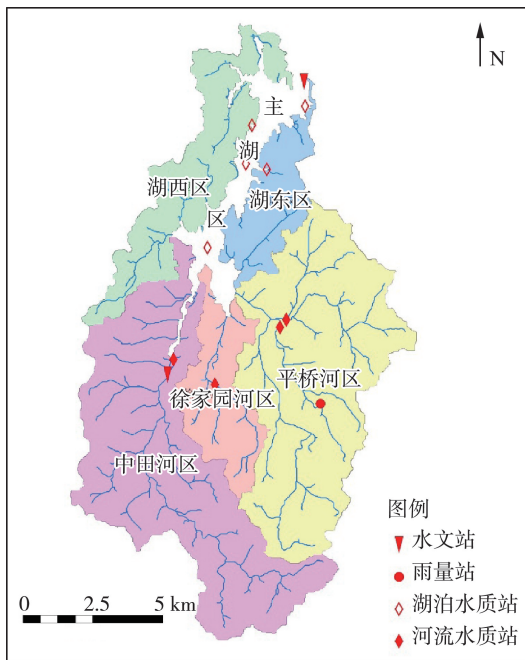 N
主
湖
区
湖西区
湖东区
平桥河区
徐家园河区
中田河区
图例
水文站
雨量站
湖泊水质站
河流水质站
0 2.5 5 km